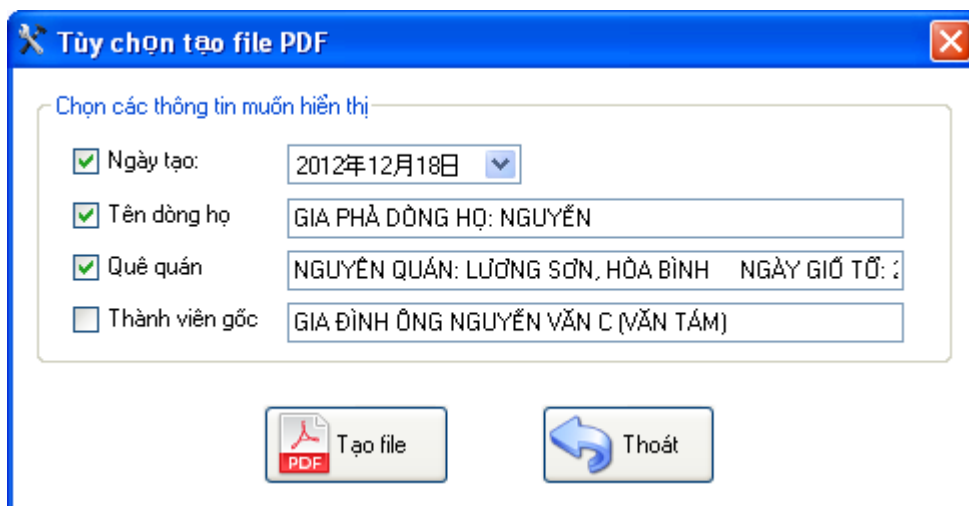 Tùy chọn tạo file PDF
Chọn các thông tin muốn hiển thị
Ngày tạo: 2012年12月18日
Tên dòng họ GIA PHẢ DÒNG HỌ: NGUYỄN
Quê quán NGUYÊN QUÁN: LƯƠNG SƠN, HÒA BÌNH NGÀY GIỖ TỔ:
Thành viên gốc GIA ĐÌNH ÔNG NGUYỄN VĂN C (VĂN TÁM)
PDF Tạo file Thoát